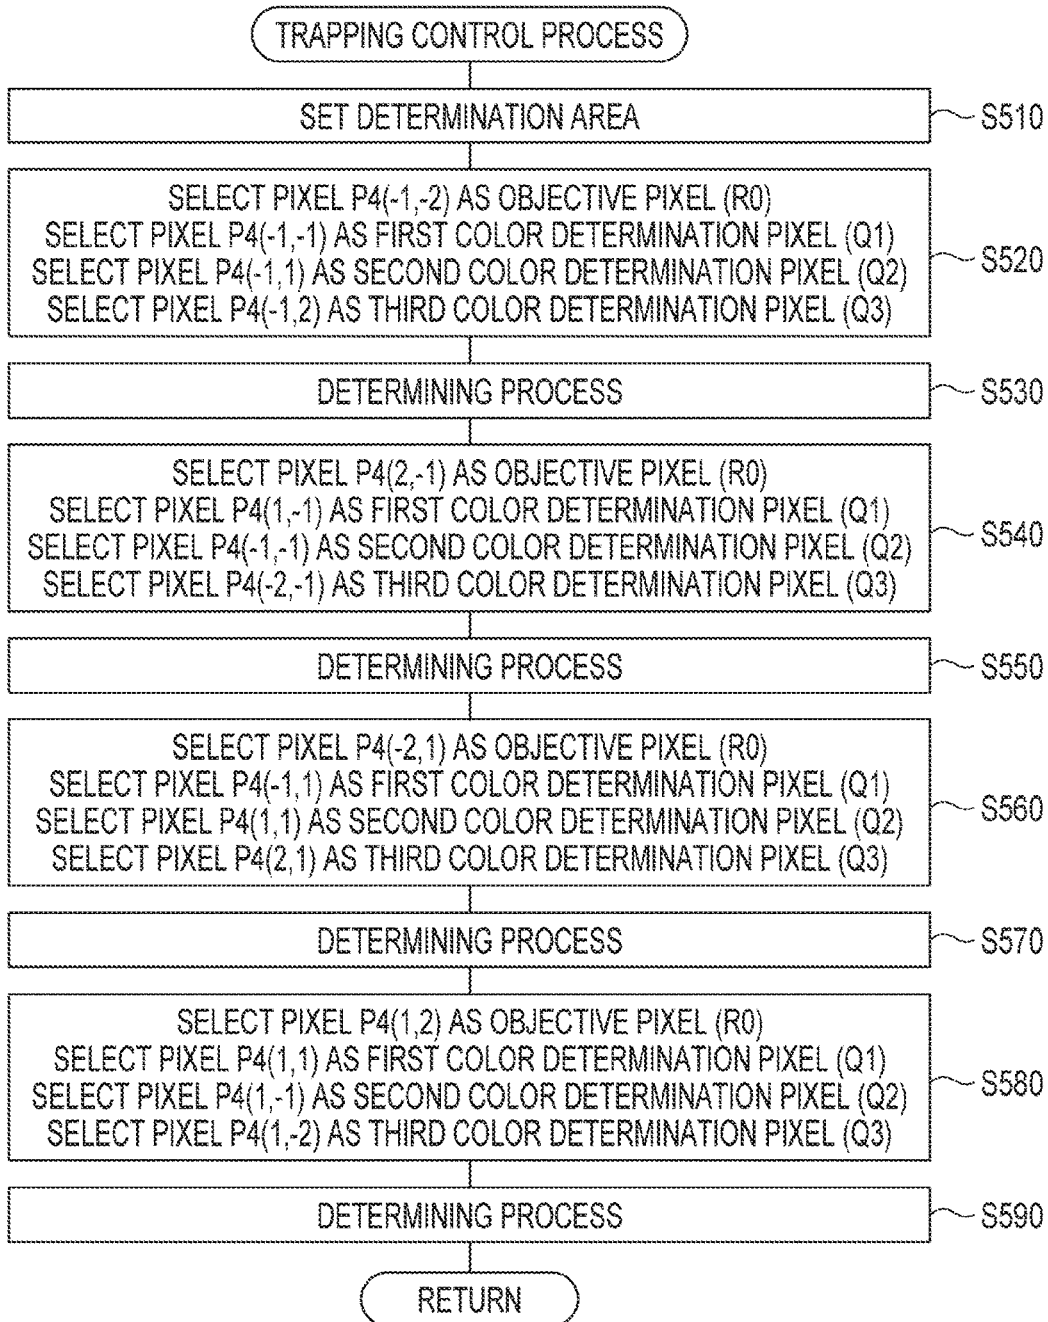 TRAPPING CONTROL PROCESS
SET DETERMINATION AREA
S510
SELECT PIXEL P4(-1,-2) AS OBJECTIVE PIXEL (R0)
SELECT PIXEL P4(-1,-1) AS FIRST COLOR DETERMINATION PIXEL (Q1)
SELECT PIXEL P4(-1,1) AS SECOND COLOR DETERMINATION PIXEL (Q2)
SELECT PIXEL P4(-1,2) AS THIRD COLOR DETERMINATION PIXEL (Q3)
S520
DETERMINING PROCESS
S530
SELECT PIXEL P4(2,-1) AS OBJECTIVE PIXEL (R0)
SELECT PIXEL P4(1,-1) AS FIRST COLOR DETERMINATION PIXEL (Q1)
SELECT PIXEL P4(-1,-1) AS SECOND COLOR DETERMINATION PIXEL (Q2)
SELECT PIXEL P4(-2,-1) AS THIRD COLOR DETERMINATION PIXEL (Q3)
S540
DETERMINING PROCESS
S550
SELECT PIXEL P4(-2,1) AS OBJECTIVE PIXEL (R0)
SELECT PIXEL P4(-1,1) AS FIRST COLOR DETERMINATION PIXEL (Q1)
SELECT PIXEL P4(1,1) AS SECOND COLOR DETERMINATION PIXEL (Q2)
SELECT PIXEL P4(2,1) AS THIRD COLOR DETERMINATION PIXEL (Q3)
S560
DETERMINING PROCESS
S570
SELECT PIXEL P4(1,2) AS OBJECTIVE PIXEL (R0)
SELECT PIXEL P4(1,1) AS FIRST COLOR DETERMINATION PIXEL (Q1)
SELECT PIXEL P4(1,-1) AS SECOND COLOR DETERMINATION PIXEL (Q2)
SELECT PIXEL P4(1,-2) AS THIRD COLOR DETERMINATION PIXEL (Q3)
S580
DETERMINING PROCESS
S590
RETURN